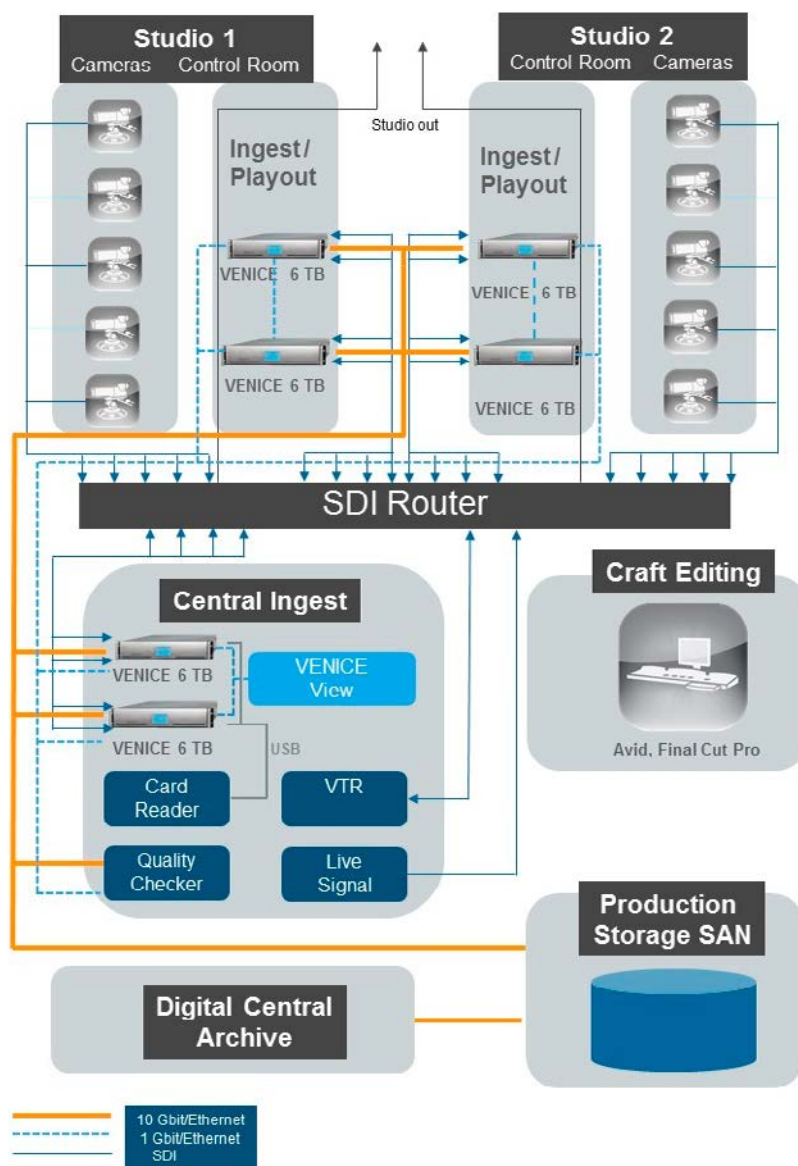 Studio 1
Cameras Control Room
Studio 2
Control Room Cameras
Studio out
Ingest/
Playout
Ingest/
Playout
VENICE 6 TB
VENICE 6 TB
VENICE 6 TB
VENICE 6 TB
SDI Router
Central Ingest
Craft Editing
VENICE 6 TB
VENICE
View
VENICE 6 TB
USB
Avid, Final Cut Pro
Card
Reader
VTR
Quality
Checker
Live
Signal
Production
Storage SAN
Digital Central
Archive
10 Gbit/Ethernet
1 Gbit/Ethernet
SDI